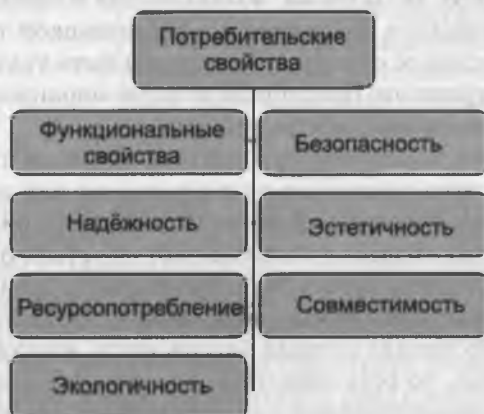 Потребительские
свойства
Функциональные
свойства
Безопасность
Надёжность
Эстетичность
Ресурсопотребление
Совместимость
Экологичность